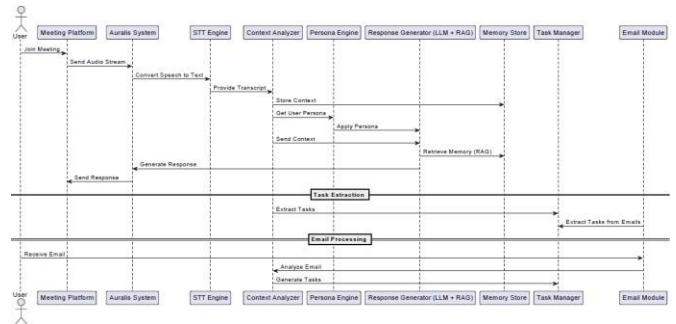 User
Meeting Platform
Auralis System
STT Engine
Context Analyzer
Persona Engine
Response Generator (LLM + RAG)
Memory Store
Task Manager
Email Module
Join Meeting
Send Audio Stream
Convert Speech to Text
Provide Transcript
Store Context
Get User Persona
Apply Persona
Send Context
Retrieve Memory (RAG)
Generate Response
Send Response
Task Extraction
Extract Tasks
Extract Tasks from Emails
Email Processing
Receive Email
Analyze Email
Generate Tasks
User
Meeting Platform
Auralis System
STT Engine
Context Analyzer
Persona Engine
Response Generator (LLM + RAG)
Memory Store
Task Manager
Email Module